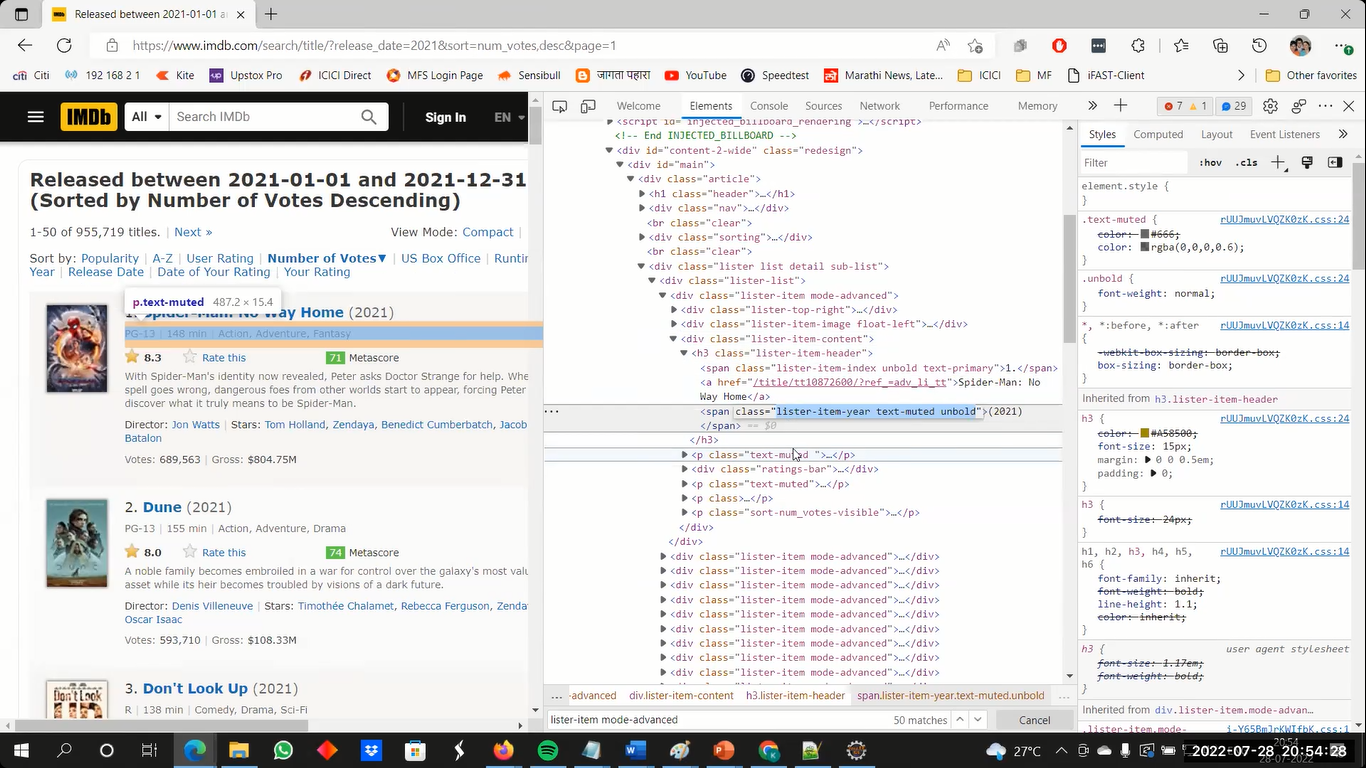 Released between 2021-01-01 an
https://www.imdb.com/search/title/?release_date=2021&sort=num_votes,desc&page=1
Citi
192 168 2 1
Kite
Upstox Pro
ICICI Direct
MFS Login Page
Sensibull
जागता पहारा
YouTube
Speedtest
Marathi News, Late...
ICICI
MF
iFAST-Client
Other favorites
IMDb
All
Search IMDb
Sign In
EN
Released between 2021-01-01 and 2021-12-31
(Sorted by Number of Votes Descending)
1-50 of 955,719 titles. | Next »
View Mode: Compact |
Sort by: Popularity | A-Z | User Rating | Number of Votes▼ | US Box Office | Runtin
Year | Release Date | Date of Your Rating | Your Rating
p.text-muted 487.2 × 15.4
1. Spider-Man: No Way Home (2021)
PG-13 | 148 min | Action, Adventure, Fantasy
8.3 Rate this 71 Metascore
With Spider-Man's identity now revealed, Peter asks Doctor Strange for help. Whe
spell goes wrong, dangerous foes from other worlds start to appear, forcing Peter
discover what it truly means to be Spider-Man.
Director: Jon Watts | Stars: Tom Holland, Zendaya, Benedict Cumberbatch, Jacob
Batalon
Votes: 689,563 | Gross: $804.75M
2. Dune (2021)
PG-13 | 155 min | Action, Adventure, Drama
8.0 Rate this 74 Metascore
A noble family becomes embroiled in a war for control over the galaxy's most valu
asset while its heir becomes troubled by visions of a dark future.
Director: Denis Villeneuve | Stars: Timothée Chalamet, Rebecca Ferguson, Zenda
Oscar Isaac
Votes: 593,710 | Gross: $108.33M
3. Don't Look Up (2021)
R | 138 min | Comedy, Drama, Sci-Fi
DON'T LOOK
Welcome
Elements
Console
Sources
Network
Performance
Memory
7 1 29
<script id="injected_billboard_rendering">…</script>
<!-- End INJECTED_BILLBOARD -->
<div id="content-2-wide" class="redesign">
<div id="main">
<div class="article">
<h1 class="header">…</h1>
<div class="nav">…</div>
<br class="clear">
<div class="sorting">…</div>
<br class="clear">
<div class="lister list detail sub-list">
<div class="lister-list">
<div class="lister-item mode-advanced">
<div class="lister-top-right">…</div>
<div class="lister-item-image float-left">…</div>
<div class="lister-item-content">
<h3 class="lister-item-header">
<span class="lister-item-index unbold text-primary">1.</span>
<a href="/title/tt10872600/?ref_=adv_li_tt">Spider-Man: No
Way Home</a>
<span class="lister-item-year text-muted unbold">(2021)
</span> == $0
</h3>
<p class="text-muted ">…</p>
<div class="ratings-bar">…</div>
<p class="text-muted">…</p>
<p class>…</p>
<p class="sort-num_votes-visible">…</p>
</div>
</div>
<div class="lister-item mode-advanced">…</div>
<div class="lister-item mode-advanced">…</div>
<div class="lister-item mode-advanced">…</div>
<div class="lister-item mode-advanced">…</div>
<div class="lister-item mode-advanced">…</div>
<div class="lister-item mode-advanced">…</div>
<div class="lister-item mode-advanced">…</div>
<div class="lister-item mode-advanced">…</div>
<div class="lister-item mode-advanced">…</div>
... -advanced div.lister-item-content h3.lister-item-header span.lister-item-year.text-muted.unbold ...
lister-item mode-advanced
50 matches
Cancel
Styles
Computed
Layout
Event Listeners
Filter
:hov .cls
element.style {
}
.text-muted { rUUJmuvLVQZK0zK.css:24
color: #666;
color: rgba(0,0,0,0.6);
}
.unbold { rUUJmuvLVQZK0zK.css:24
font-weight: normal;
}
*, *:before, *:after rUUJmuvLVQZK0zK.css:14
{
-webkit-box-sizing: border-box;
box-sizing: border-box;
}
Inherited from h3.lister-item-header
h3 { rUUJmuvLVQZK0zK.css:24
color: #A58500;
font-size: 15px;
margin: 0 0 0.5em;
padding: 0;
}
h3 { rUUJmuvLVQZK0zK.css:14
font-size: 24px;
}
h1, h2, h3, h4, h5, rUUJmuvLVQZK0zK.css:14
h6 {
font-family: inherit;
font-weight: bold;
line-height: 1.1;
color: inherit;
}
h3 { user agent stylesheet
font-size: 1.17em;
font-weight: bold;
}
Inherited from div.lister-item.mode-advan…
.lister-item.mode- i-Y65BmJrKWIfbK.css:1
27°C
2022-07-28 20:54:28
20:54
28-07-2022